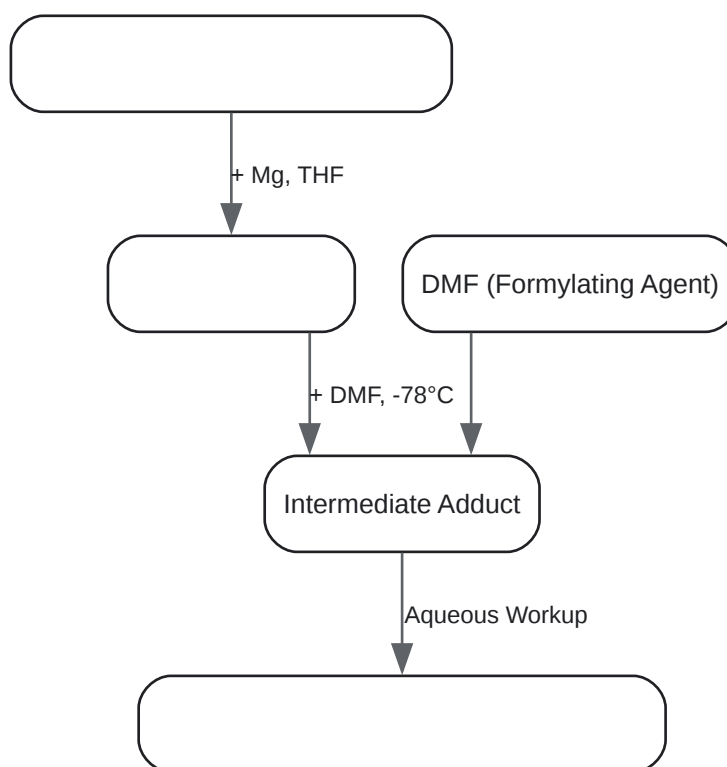 + Mg, THF
DMF (Formylating Agent)
+ DMF, -78°C
Intermediate Adduct
Aqueous Workup